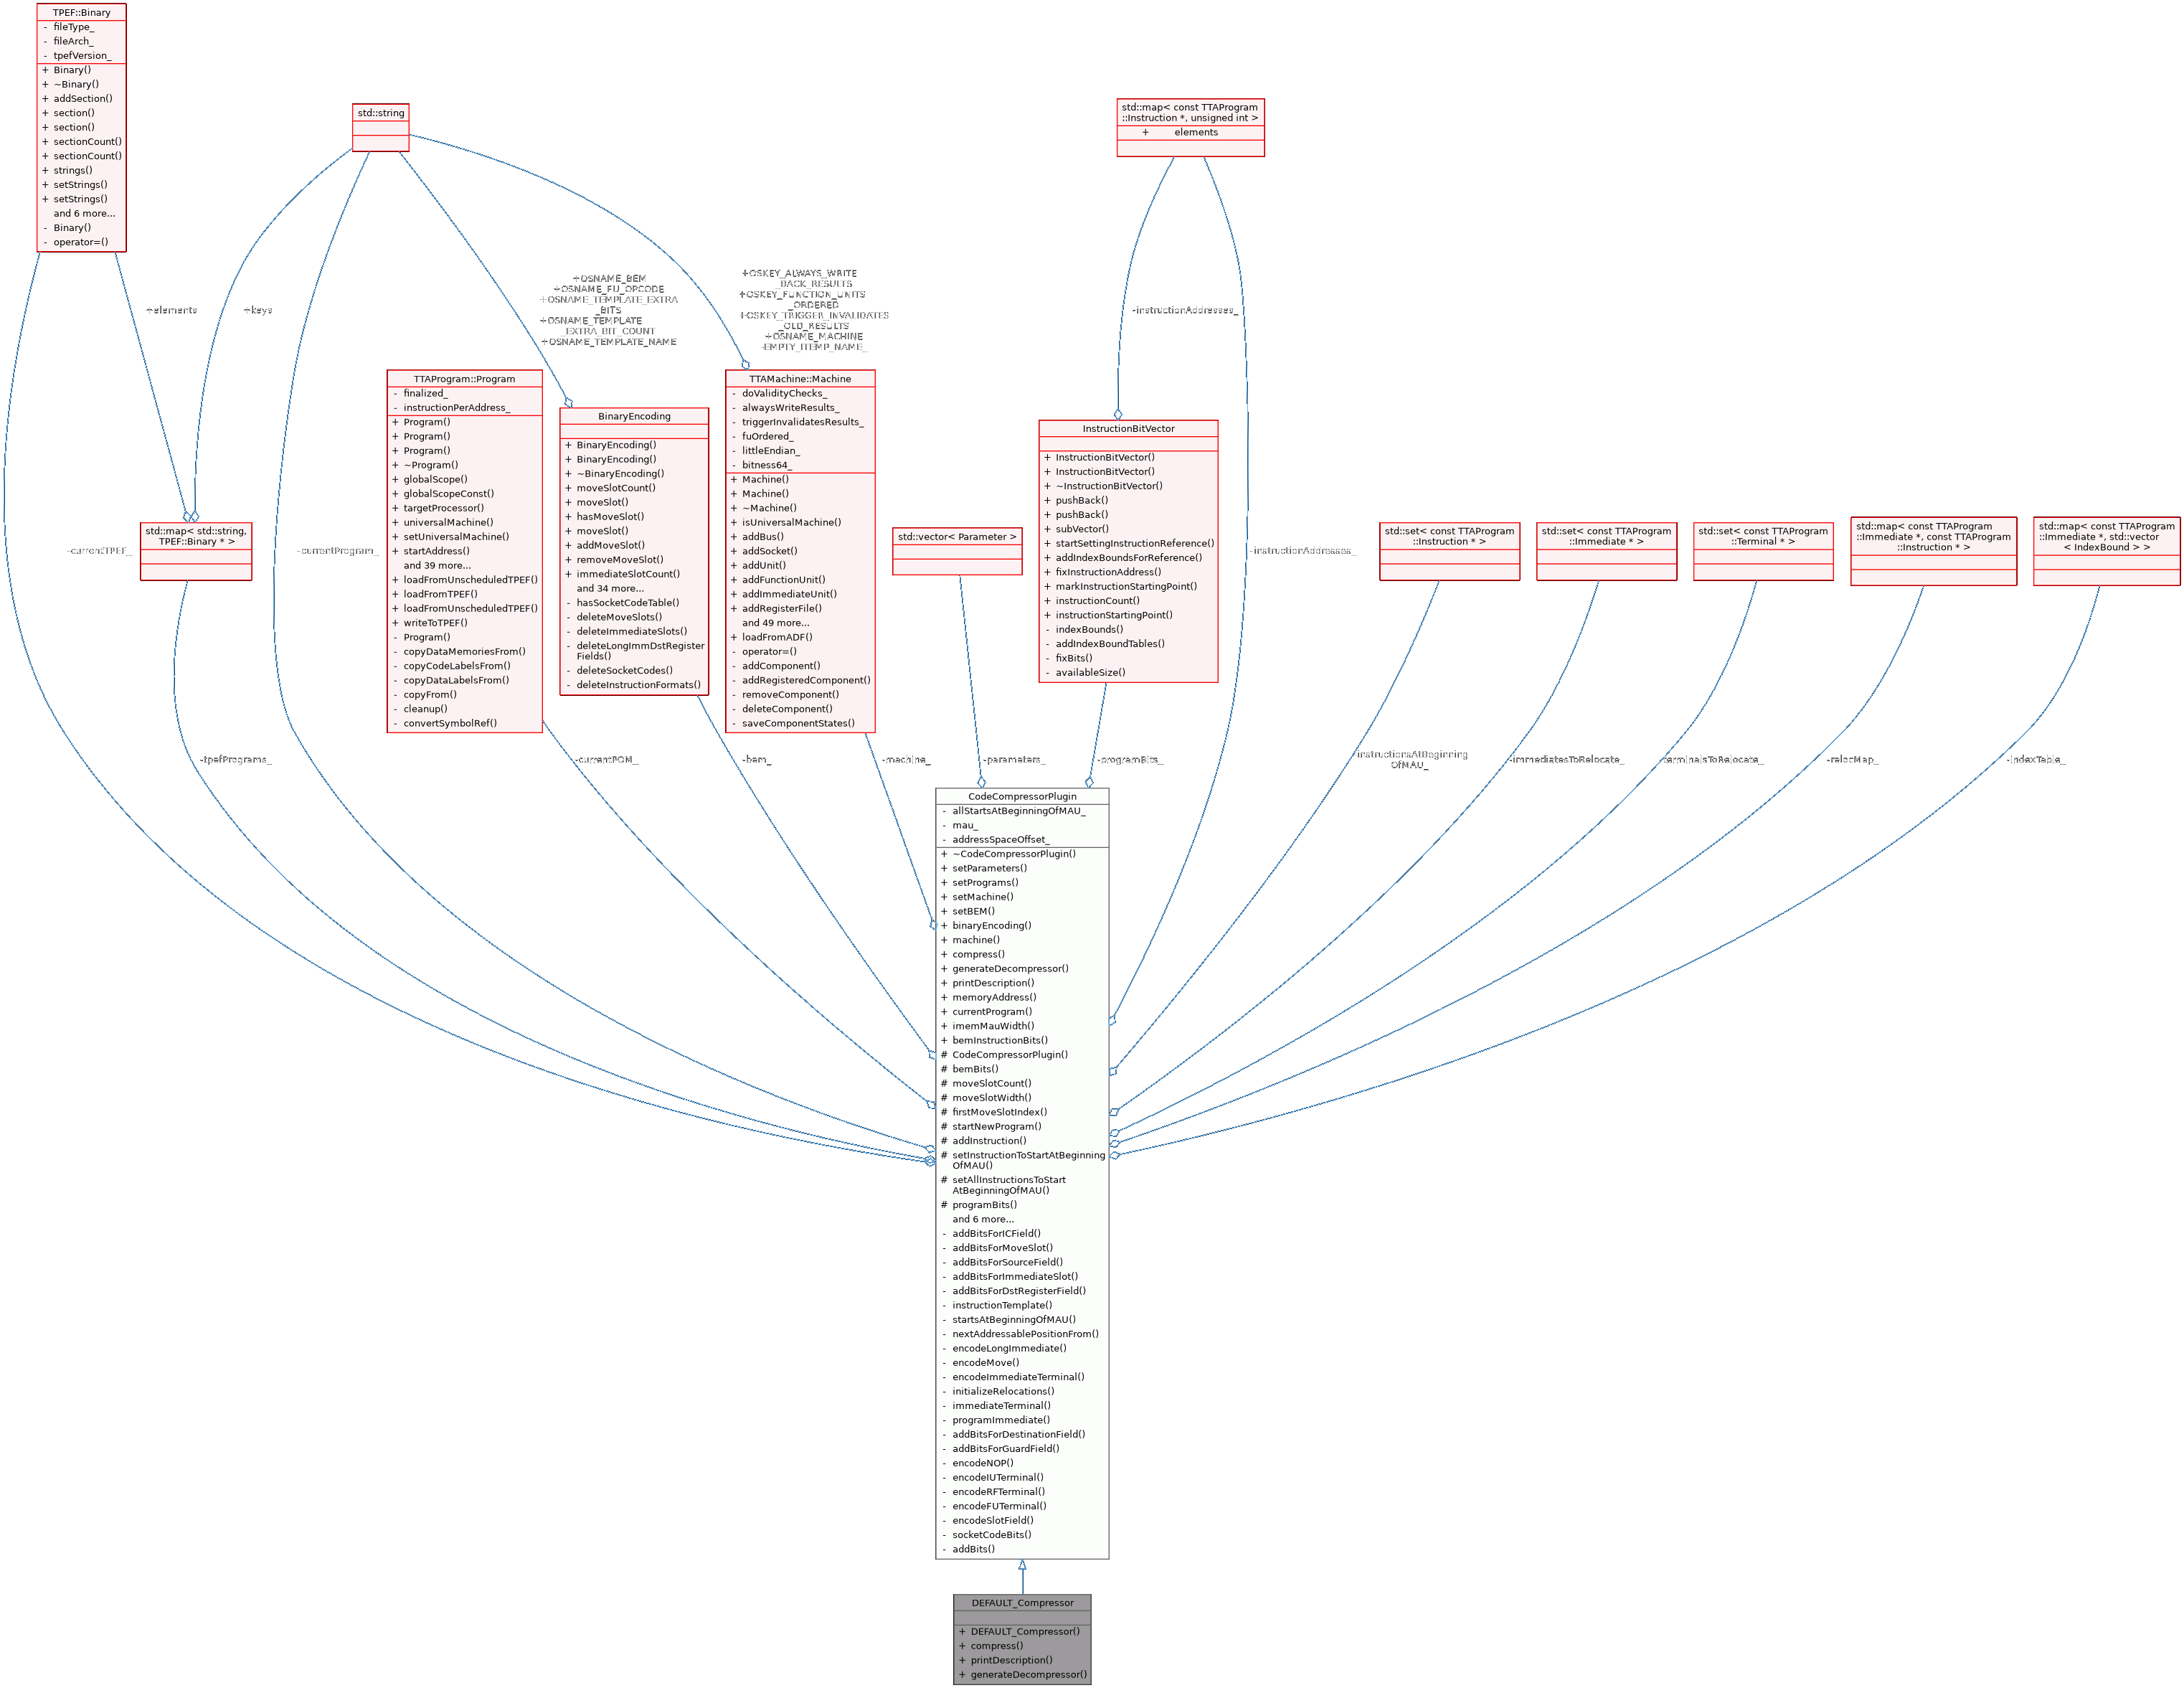 TPEF::Binary
- fileType_
- fileArch_
- tpefVersion_
+ Binary()
+ ~Binary()
+ addSection()
+ section()
+ section()
+ sectionCount()
+ sectionCount()
+ strings()
+ setStrings()
+ setStrings()
and 6 more...
- Binary()
- operator=()
std::string
std::map< const TTAProgram
::Instruction *, unsigned int >
+ elements
+elements
+keys
+OSNAME_BEM
+OSNAME_FU_OPCODE
+OSNAME_TEMPLATE_EXTRA
_BITS
+OSNAME_TEMPLATE
_EXTRA_BIT_COUNT
+OSNAME_TEMPLATE_NAME
+OSKEY_ALWAYS_WRITE
_BACK_RESULTS
+OSKEY_FUNCTION_UNITS
_ORDERED
+OSKEY_TRIGGER_INVALIDATES
_OLD_RESULTS
+OSNAME_MACHINE
-EMPTY_ITEMP_NAME_
-instructionAddresses_
TTAProgram::Program
- finalized_
- instructionPerAddress_
+ Program()
+ Program()
+ Program()
+ ~Program()
+ globalScope()
+ globalScopeConst()
+ targetProcessor()
+ universalMachine()
+ setUniversalMachine()
+ startAddress()
and 39 more...
+ loadFromUnscheduledTPEF()
+ loadFromTPEF()
+ loadFromUnscheduledTPEF()
+ writeToTPEF()
- Program()
- copyDataMemoriesFrom()
- copyCodeLabelsFrom()
- copyDataLabelsFrom()
- copyFrom()
- cleanup()
- convertSymbolRef()
BinaryEncoding
+ BinaryEncoding()
+ BinaryEncoding()
+ ~BinaryEncoding()
+ moveSlotCount()
+ moveSlot()
+ hasMoveSlot()
+ moveSlot()
+ addMoveSlot()
+ removeMoveSlot()
+ immediateSlotCount()
and 34 more...
- hasSocketCodeTable()
- deleteMoveSlots()
- deleteImmediateSlots()
- deleteLongImmDstRegister
Fields()
- deleteSocketCodes()
- deleteInstructionFormats()
TTAMachine::Machine
- doValidityChecks_
- alwaysWriteResults_
- triggerInvalidatesResults_
- fuOrdered_
- littleEndian_
- bitness64_
+ Machine()
+ Machine()
+ ~Machine()
+ isUniversalMachine()
+ addBus()
+ addSocket()
+ addUnit()
+ addFunctionUnit()
+ addImmediateUnit()
+ addRegisterFile()
and 49 more...
+ loadFromADF()
- operator=()
- addComponent()
- addRegisteredComponent()
- removeComponent()
- deleteComponent()
- saveComponentStates()
InstructionBitVector
+ InstructionBitVector()
+ InstructionBitVector()
+ ~InstructionBitVector()
+ pushBack()
+ pushBack()
+ subVector()
+ startSettingInstructionReference()
+ addIndexBoundsForReference()
+ fixInstructionAddress()
+ markInstructionStartingPoint()
+ instructionCount()
+ instructionStartingPoint()
- indexBounds()
- addIndexBoundTables()
- fixBits()
- availableSize()
std::map< std::string,
TPEF::Binary * >
std::vector< Parameter >
std::set< const TTAProgram
::Instruction * >
std::set< const TTAProgram
::Immediate * >
std::set< const TTAProgram
::Terminal * >
std::map< const TTAProgram
::Immediate *, const TTAProgram
::Instruction * >
std::map< const TTAProgram
::Immediate *, std::vector
< IndexBound > >
-currentTPEF_
-currentProgram_
-instructionAddresses_
-tpefPrograms_
-currentPOM_
-bem_
-machine_
-parameters_
-programBits_
-instructionsAtBeginning
OfMAU_
-immediatesToRelocate_
-terminalsToRelocate_
-relocMap_
-indexTable_
CodeCompressorPlugin
- allStartsAtBeginningOfMAU_
- mau_
- addressSpaceOffset_
+ ~CodeCompressorPlugin()
+ setParameters()
+ setPrograms()
+ setMachine()
+ setBEM()
+ binaryEncoding()
+ machine()
+ compress()
+ generateDecompressor()
+ printDescription()
+ memoryAddress()
+ currentProgram()
+ imemMauWidth()
+ bemInstructionBits()
# CodeCompressorPlugin()
# bemBits()
# moveSlotCount()
# moveSlotWidth()
# firstMoveSlotIndex()
# startNewProgram()
# addInstruction()
# setInstructionToStartAtBeginning
OfMAU()
# setAllInstructionsToStart
AtBeginningOfMAU()
# programBits()
and 6 more...
- addBitsForICField()
- addBitsForMoveSlot()
- addBitsForSourceField()
- addBitsForImmediateSlot()
- addBitsForDstRegisterField()
- instructionTemplate()
- startsAtBeginningOfMAU()
- nextAddressablePositionFrom()
- encodeLongImmediate()
- encodeMove()
- encodeImmediateTerminal()
- initializeRelocations()
- immediateTerminal()
- programImmediate()
- addBitsForDestinationField()
- addBitsForGuardField()
- encodeNOP()
- encodeIUTerminal()
- encodeRFTerminal()
- encodeFUTerminal()
- encodeSlotField()
- socketCodeBits()
- addBits()
DEFAULT_Compressor
+ DEFAULT_Compressor()
+ compress()
+ printDescription()
+ generateDecompressor()